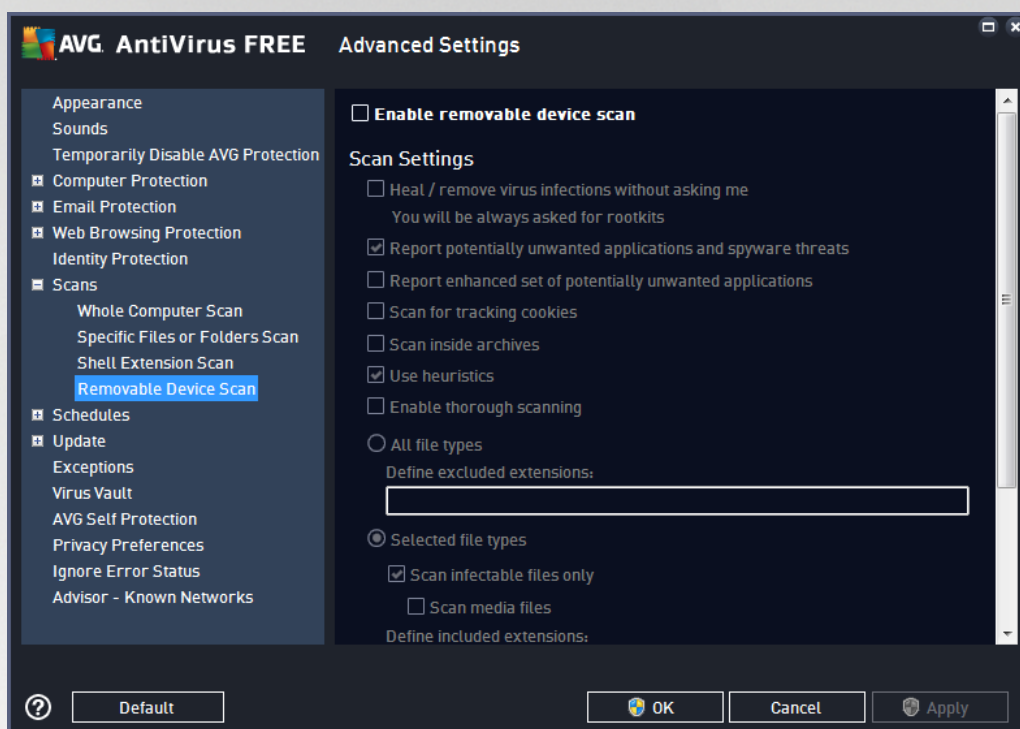 AVG. AntiVirus FREE Advanced Settings
Appearance
Sounds
Temporarily Disable AVG Protection
Computer Protection
Email Protection
Web Browsing Protection
Identity Protection
Scans
Whole Computer Scan
Specific Files or Folders Scan
Shell Extension Scan
Removable Device Scan
Schedules
Update
Exceptions
Virus Vault
AVG Self Protection
Privacy Preferences
Ignore Error Status
Advisor - Known Networks
Enable removable device scan
Scan Settings
Heal / remove virus infections without asking me
You will be always asked for rootkits
Report potentially unwanted applications and spyware threats
Report enhanced set of potentially unwanted applications
Scan for tracking cookies
Scan inside archives
Use heuristics
Enable thorough scanning
All file types
Define excluded extensions:
Selected file types
Scan infectable files only
Scan media files
Define included extensions:
? Default OK Cancel Apply